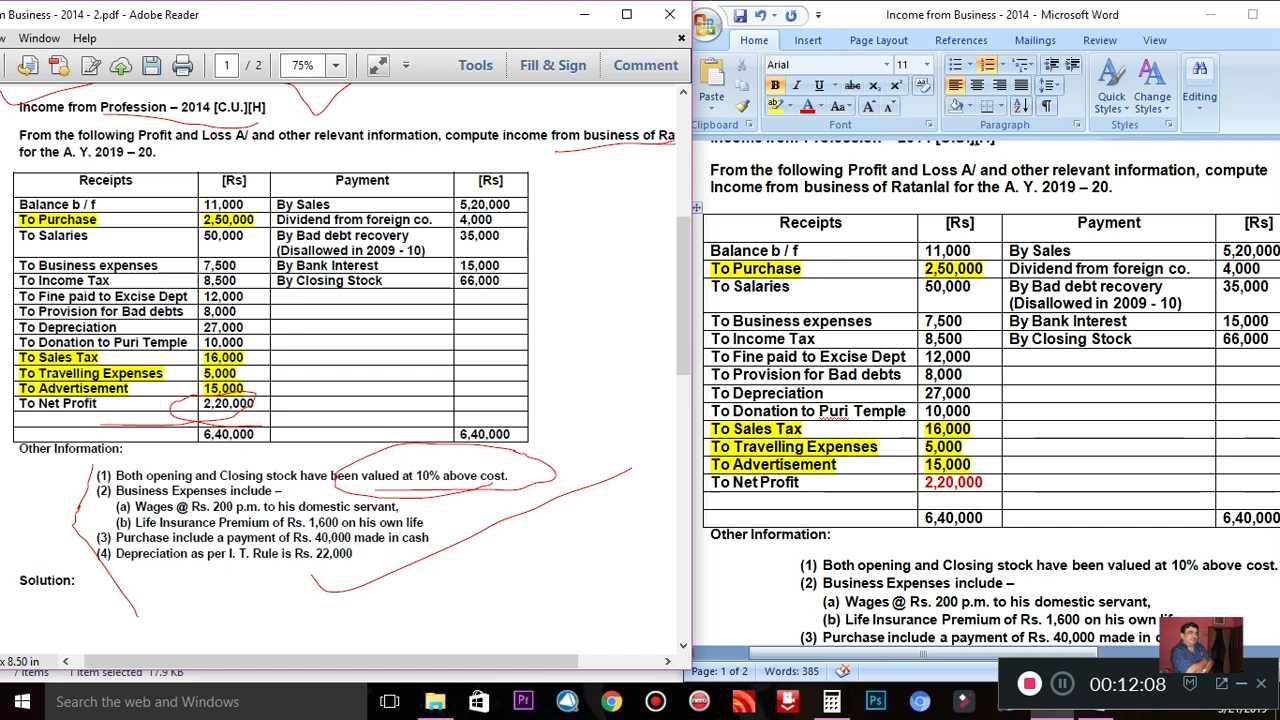 n Business - 2014 - 2.pdf - Adobe Reader
Window Help
1 / 2 75% Tools Fill & Sign Comment
Income from Profession – 2014 [C.U.][H]
From the following Profit and Loss A/ and other relevant information, compute income from business of Ra
for the A. Y. 2019 – 20.
Receipts [Rs] Payment [Rs]
Balance b / f 11,000 By Sales 5,20,000
To Purchase 2,50,000 Dividend from foreign co. 4,000
To Salaries 50,000 By Bad debt recovery 35,000
(Disallowed in 2009 - 10)
To Business expenses 7,500 By Bank Interest 15,000
To Income Tax 8,500 By Closing Stock 66,000
To Fine paid to Excise Dept 12,000
To Provision for Bad debts 8,000
To Depreciation 27,000
To Donation to Puri Temple 10,000
To Sales Tax 16,000
To Travelling Expenses 5,000
To Advertisement 15,000
To Net Profit 2,20,000
6,40,000 6,40,000
Other Information:
(1) Both opening and Closing stock have been valued at 10% above cost.
(2) Business Expenses include –
(a) Wages @ Rs. 200 p.m. to his domestic servant,
(b) Life Insurance Premium of Rs. 1,600 on his own life
(3) Purchase include a payment of Rs. 40,000 made in cash
(4) Depreciation as per I. T. Rule is Rs. 22,000
Solution:
x 8.50 in
7 items 1 item selected 17.9 KB
Income from Business - 2014 - Microsoft Word
Home Insert Page Layout References Mailings Review View
Arial 11
Paste B I U abc Aa A A Quick Styles Change Styles Editing
Clipboard Font Paragraph Styles
Income from Profession – 2014 [C.U.][H]
From the following Profit and Loss A/ and other relevant information, compute
Income from business of Ratanlal for the A. Y. 2019 – 20.
Receipts [Rs] Payment [Rs]
Balance b / f 11,000 By Sales 5,20,000
To Purchase 2,50,000 Dividend from foreign co. 4,000
To Salaries 50,000 By Bad debt recovery 35,000
(Disallowed in 2009 - 10)
To Business expenses 7,500 By Bank Interest 15,000
To Income Tax 8,500 By Closing Stock 66,000
To Fine paid to Excise Dept 12,000
To Provision for Bad debts 8,000
To Depreciation 27,000
To Donation to Puri Temple 10,000
To Sales Tax 16,000
To Travelling Expenses 5,000
To Advertisement 15,000
To Net Profit 2,20,000
6,40,000 6,40,000
Other Information:
(1) Both opening and Closing stock have been valued at 10% above cost.
(2) Business Expenses include –
(a) Wages @ Rs. 200 p.m. to his domestic servant,
(b) Life Insurance Premium of Rs. 1,600 on his own
(3) Purchase include a payment of Rs. 40,000 made in
Page: 1 of 2 Words: 385
00:12:08
Search the web and Windows
Pr
Ps